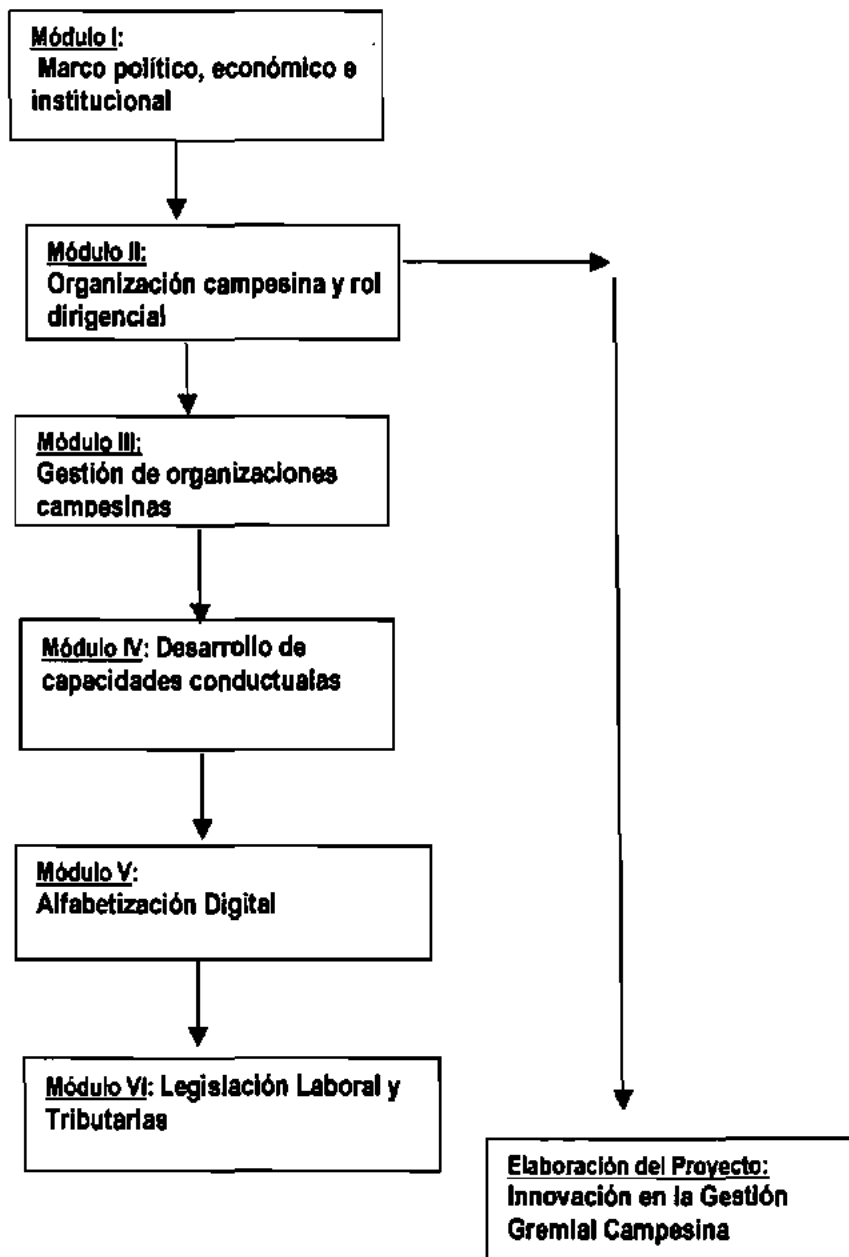 Módulo I:
Marco político, económico e
institucional
Módulo II:
Organización campesina y rol
dirigencial
Módulo III:
Gestión de organizaciones
campesinas
Módulo IV: Desarrollo de
capacidades conductualas
Módulo V:
Alfabetización Digital
Módulo VI: Legislación Laboral y
Tributarias
Elaboración del Proyecto:
Innovación en la Gestión
Gremial Campesina